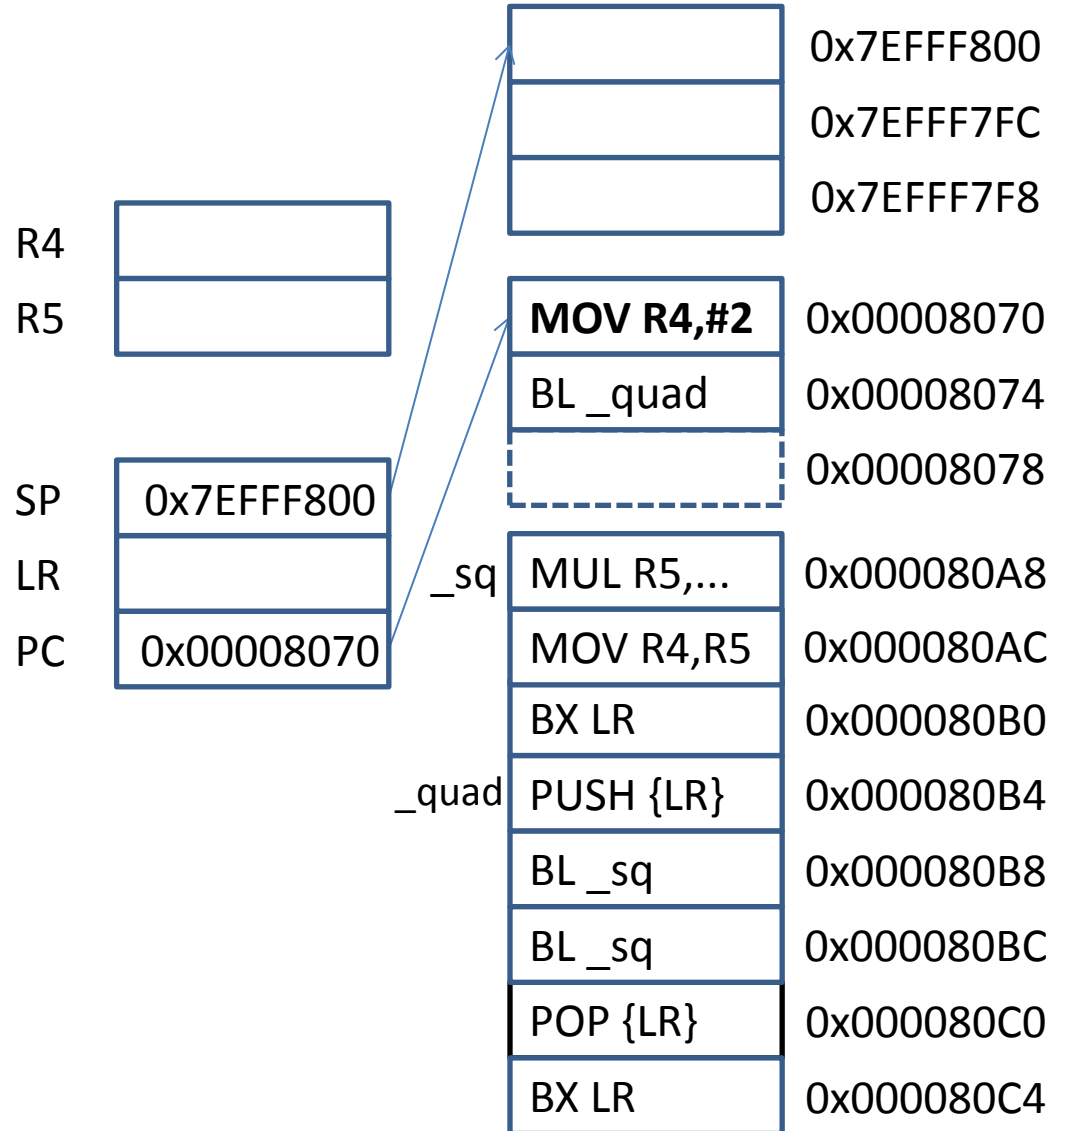 0x7EFFF800
0x7EFFF7FC
0x7EFFF7F8
R4
R5
MOV R4,#2 0x00008070
BL _quad 0x00008074
0x00008078
SP 0x7EFFF800
LR
PC 0x00008070
_sq MUL R5,... 0x000080A8
MOV R4,R5 0x000080AC
BX LR 0x000080B0
_quad PUSH {LR} 0x000080B4
BL _sq 0x000080B8
BL _sq 0x000080BC
POP {LR} 0x000080C0
BX LR 0x000080C4